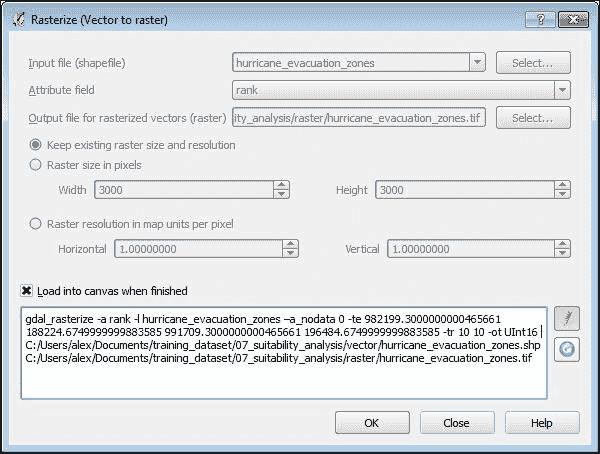 Rasterize (Vector to raster)
Input file (shapefile) hurricane_evacuation_zones Select...
Attribute field rank
Output file for rasterized vectors (raster) ity_analysis/raster/hurricane_evacuation_zones.tif Select...
Keep existing raster size and resolution
Raster size in pixels
Width 3000 Height 3000
Raster resolution in map units per pixel
Horizontal 1.00000000 Vertical 1.00000000
Load into canvas when finished
gdal_rasterize -a rank -l hurricane_evacuation_zones –a_nodata 0 -te 982199.3000000000465661
188224.6749999999883585 991709.3000000000465661 196484.6749999999883585 -tr 10 10 -ot UInt16
C:/Users/alex/Documents/training_dataset/07_suitability_analysis/vector/hurricane_evacuation_zones.shp
C:/Users/alex/Documents/training_dataset/07_suitability_analysis/raster/hurricane_evacuation_zones.tif
OK Close Help